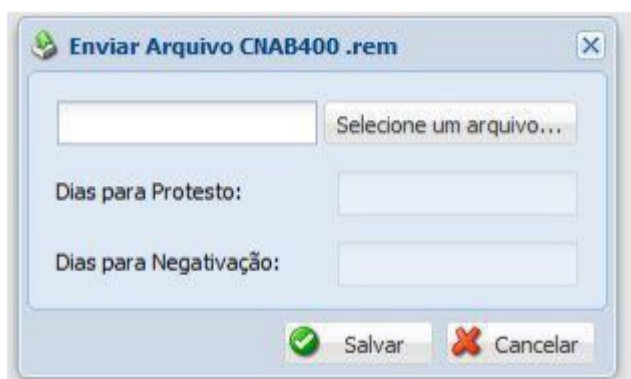 Enviar Arquivo CNAB400 .rem
Selecione um arquivo...
Dias para Protesto:
Dias para Negativação:
Salvar Cancelar